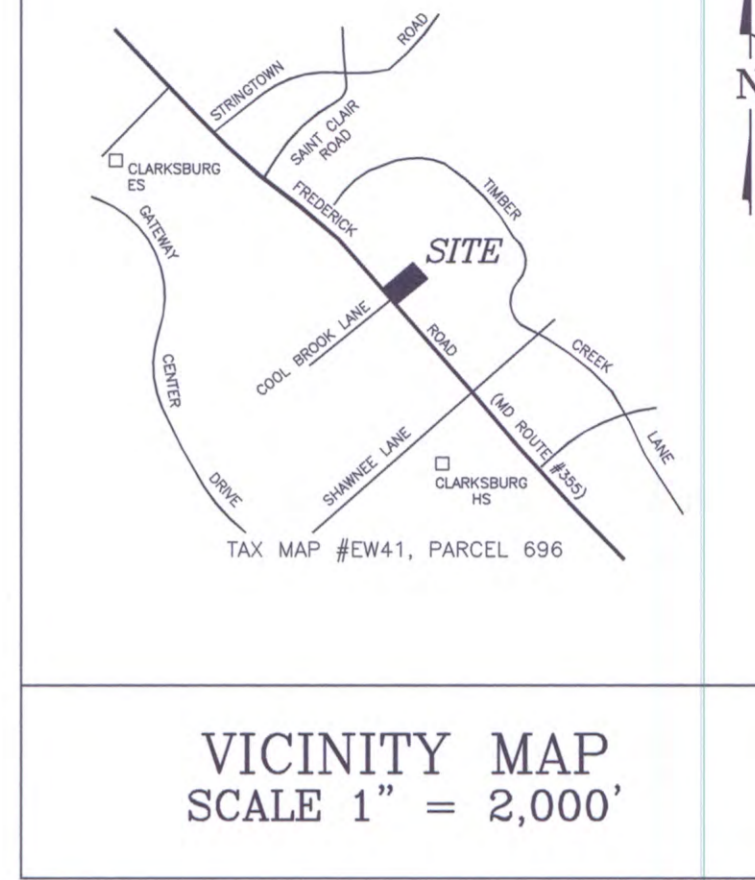 ROAD
STRINGTOWN
SAINT CLAIR
ROAD
CLARKSBURG
ES
FREDERICK
TIMBER
GATEWAY
SITE
COOL BROOK LANE
ROAD
CREEK
CENTER
(MD ROUTE #355)
SHAWNEE LANE
LANE
CLARKSBURG
HS
DRIVE
TAX MAP #EW41, PARCEL 696
N
VICINITY MAP
SCALE 1" = 2,000'